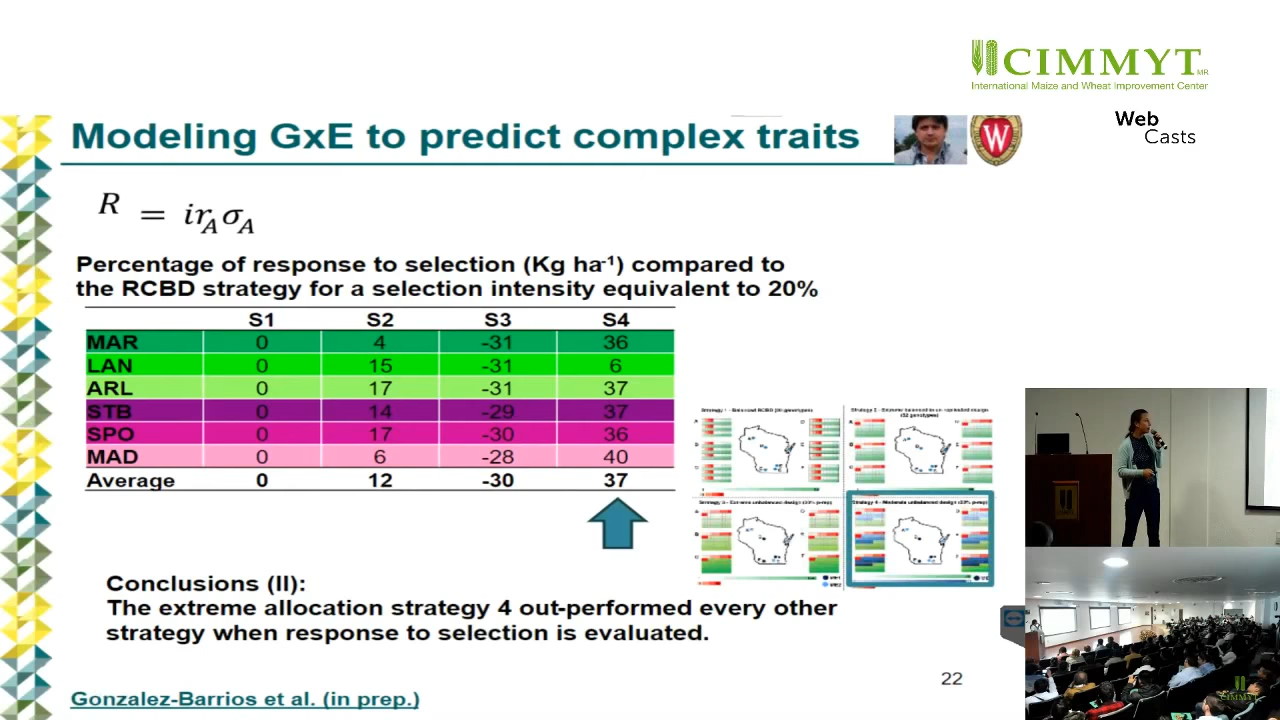 CIMMYT MR
International Maize and Wheat Improvement Center
Web
Casts
Modeling GxE to predict complex traits
W
R = irAσA
Percentage of response to selection (Kg ha-1) compared to
the RCBD strategy for a selection intensity equivalent to 20%
S1 S2 S3 S4
MAR 0 4 -31 36
LAN 0 15 -31 6
ARL 0 17 -31 37
STB 0 14 -29 37
SPO 0 17 -30 36
MAD 0 6 -28 40
Average 0 12 -30 37
Conclusions (II):
The extreme allocation strategy 4 out-performed every other
strategy when response to selection is evaluated.
22
Gonzalez-Barrios et al. (in prep.)
CIMMYT